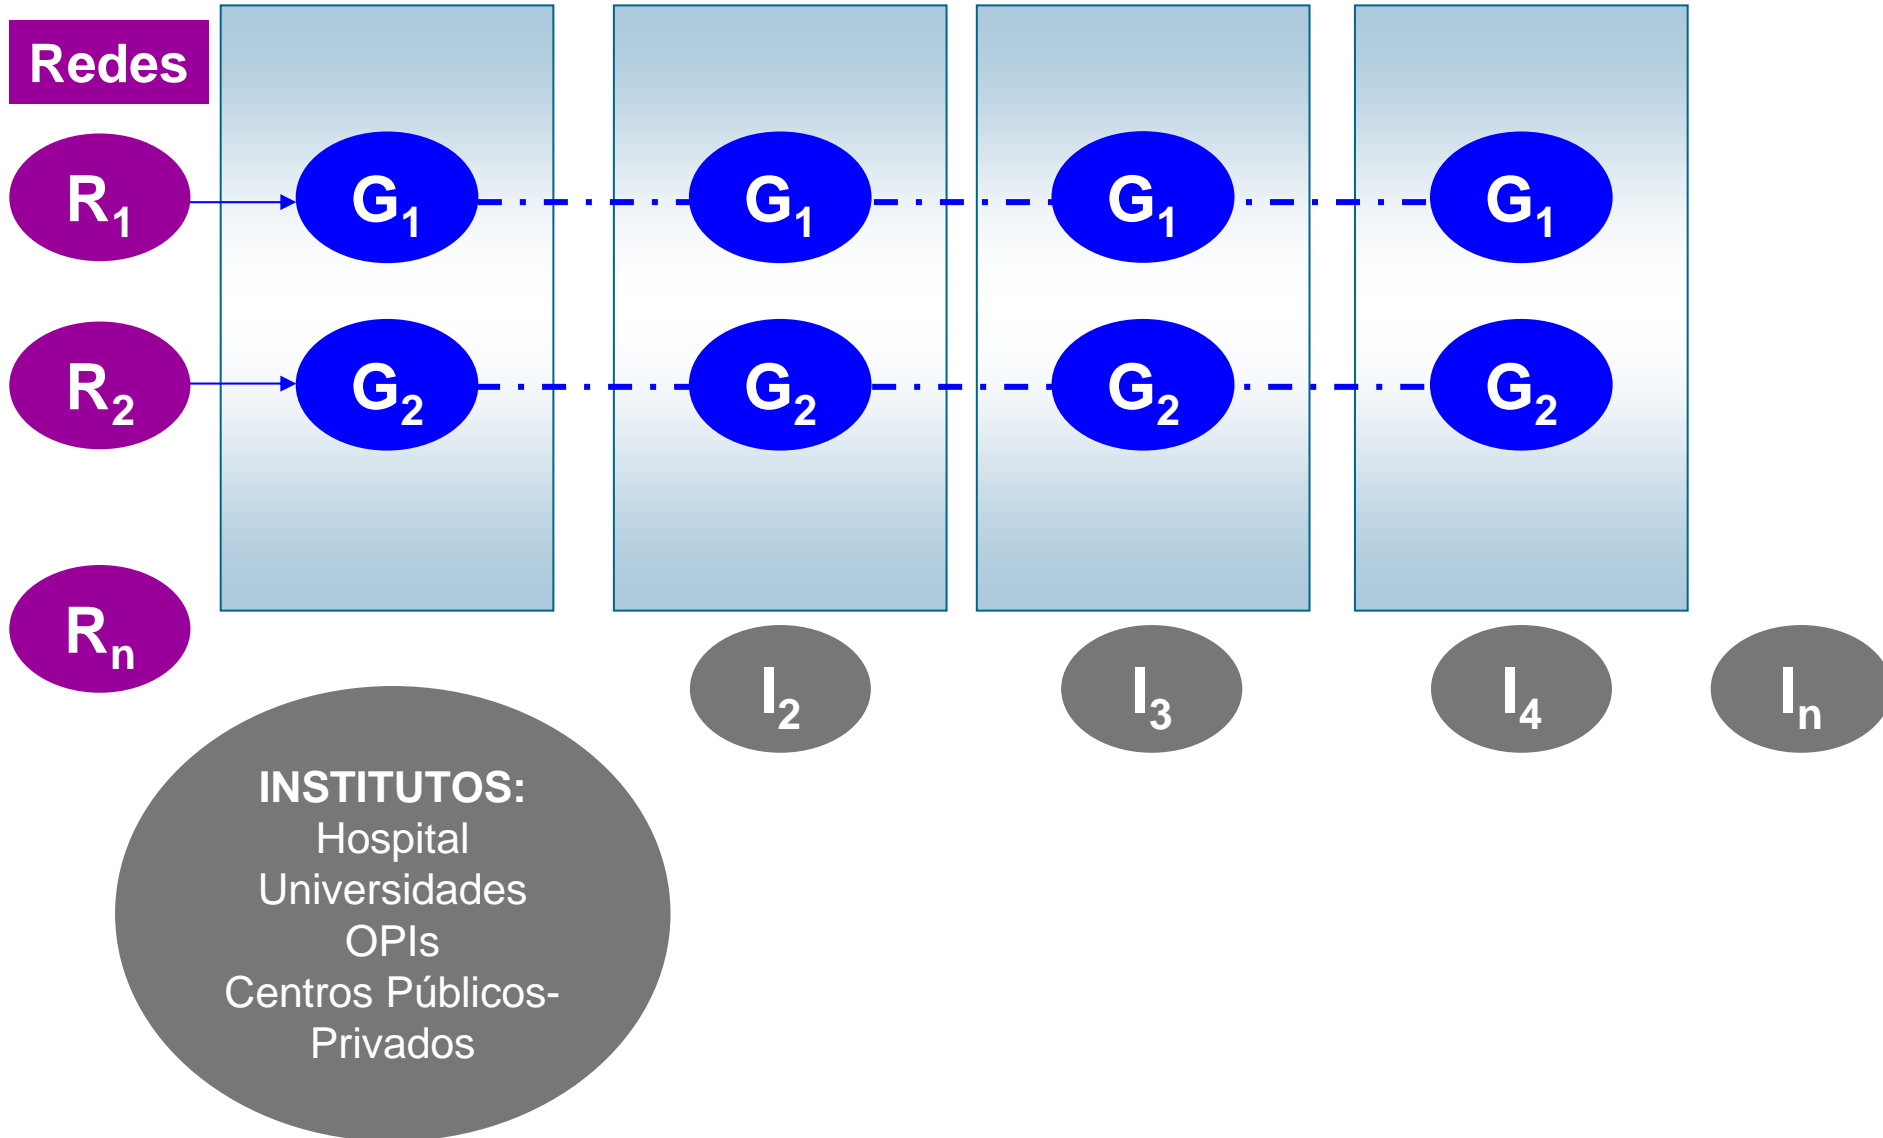 Redes
R1 G1 G1 G1 G1
R2 G2 G2 G2 G2
Rn
I2 I3 I4 In
INSTITUTOS:
Hospital
Universidades
OPIs
Centros Públicos-
Privados